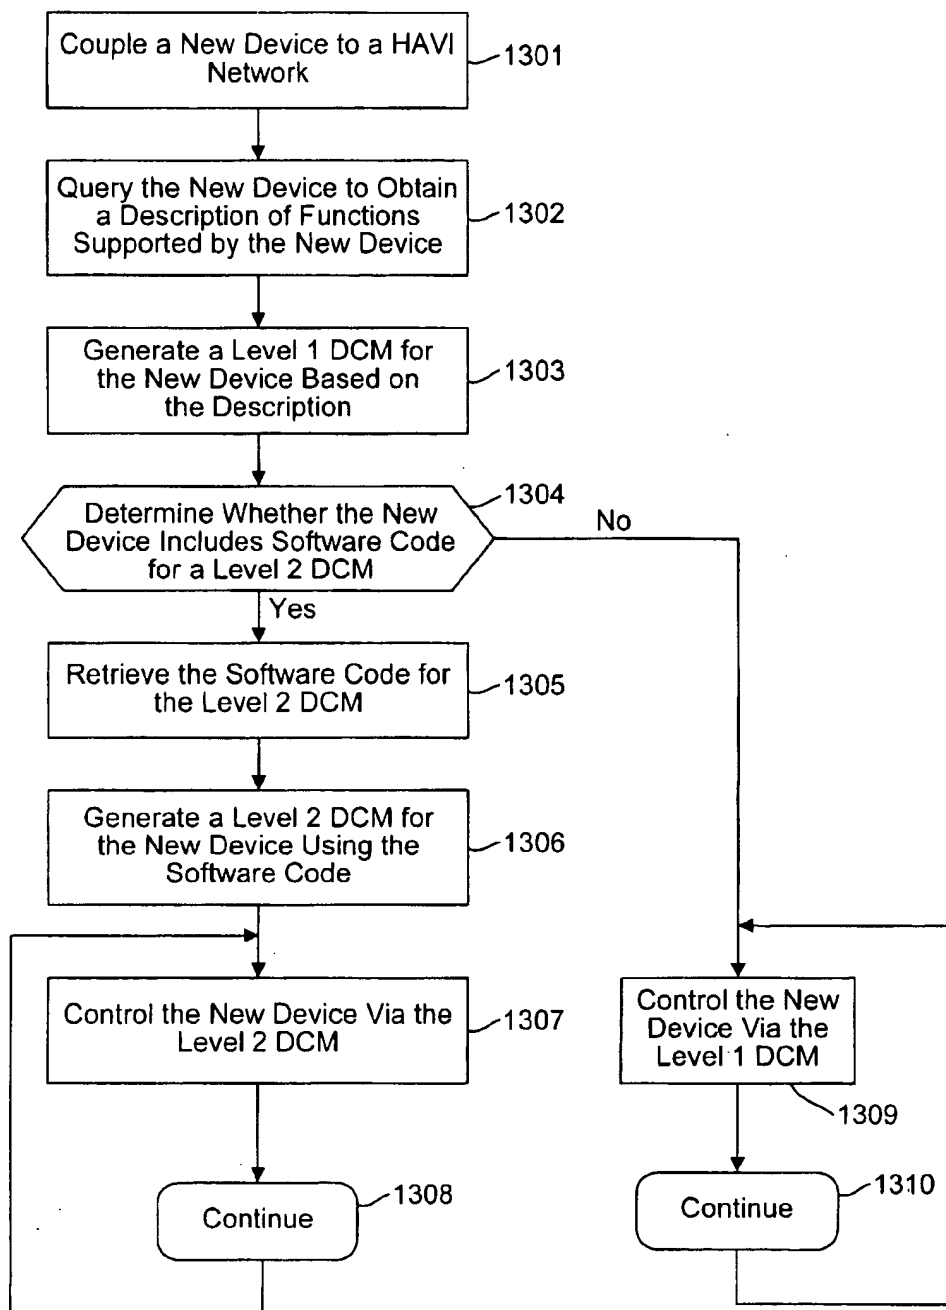 Couple a New Device to a HAVI
Network
1301
Query the New Device to Obtain
a Description of Functions
Supported by the New Device
1302
Generate a Level 1 DCM for
the New Device Based on
the Description
1303
1304
Determine Whether the New
Device Includes Software Code
for a Level 2 DCM
No
Yes
Retrieve the Software Code for
the Level 2 DCM
1305
Generate a Level 2 DCM for
the New Device Using the
Software Code
1306
Control the New Device Via the
Level 2 DCM
1307
Control the New
Device Via the
Level 1 DCM
1309
1308
Continue
1310
Continue